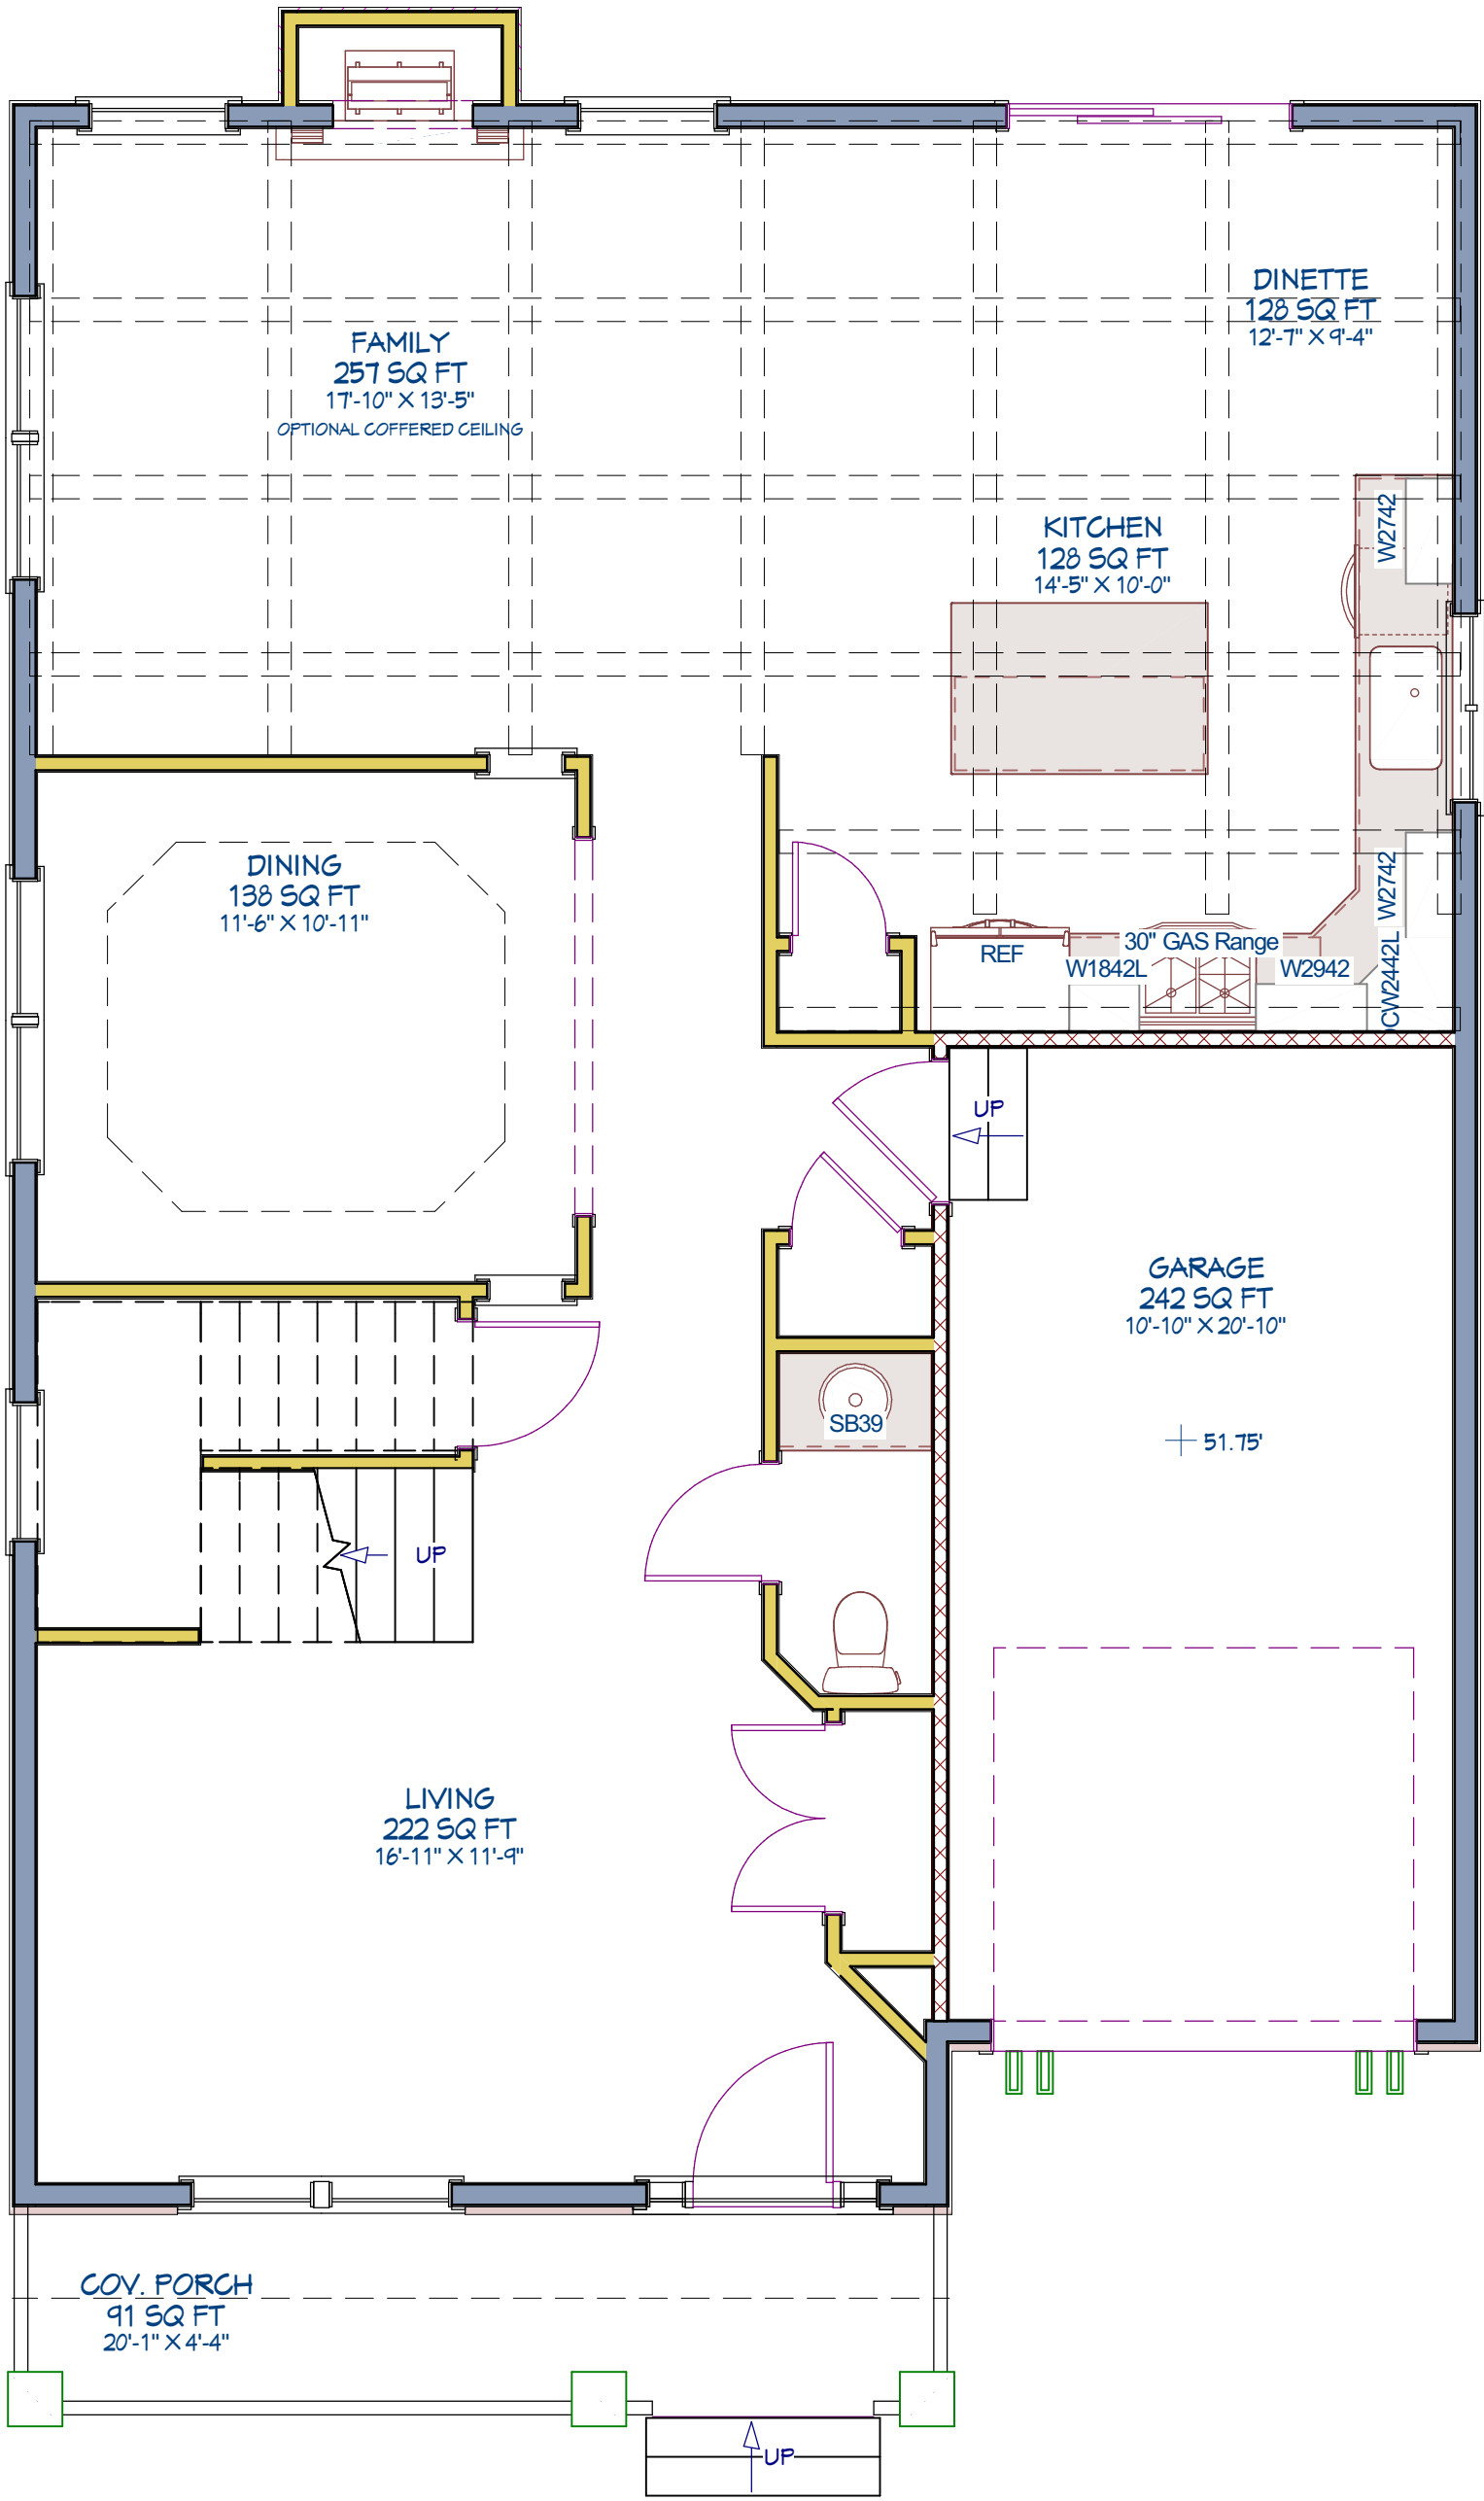 DINETTE
128 SQ FT
12'-7" X 9'-4"
FAMILY
257 SQ FT
17'-10" X 13'-5"
OPTIONAL COFFERED CEILING
W2742
KITCHEN
128 SQ FT
14'-5" X 10'-0"
DINING
138 SQ FT
11'-6" X 10'-11"
W2742
30" GAS Range
REF
W1842L
W2942
CW2442L
UP
GARAGE
242 SQ FT
10'-10" X 20'-10"
SB39
51.75'
UP
LIVING
222 SQ FT
16'-11" X 11'-9"
COV. PORCH
91 SQ FT
20'-1" X 4'-4"
UP